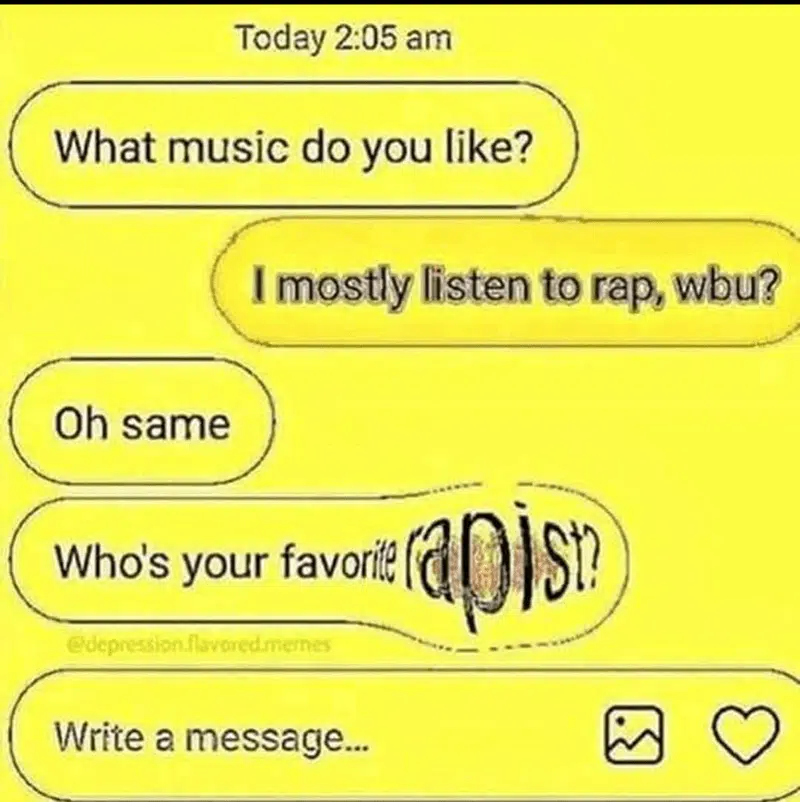 Today 2:05 am
What music do you like?
I mostly listen to rap, wbu?
Oh same
Who's your favorite rapist?
@depression.flavored.memes
Write a message...